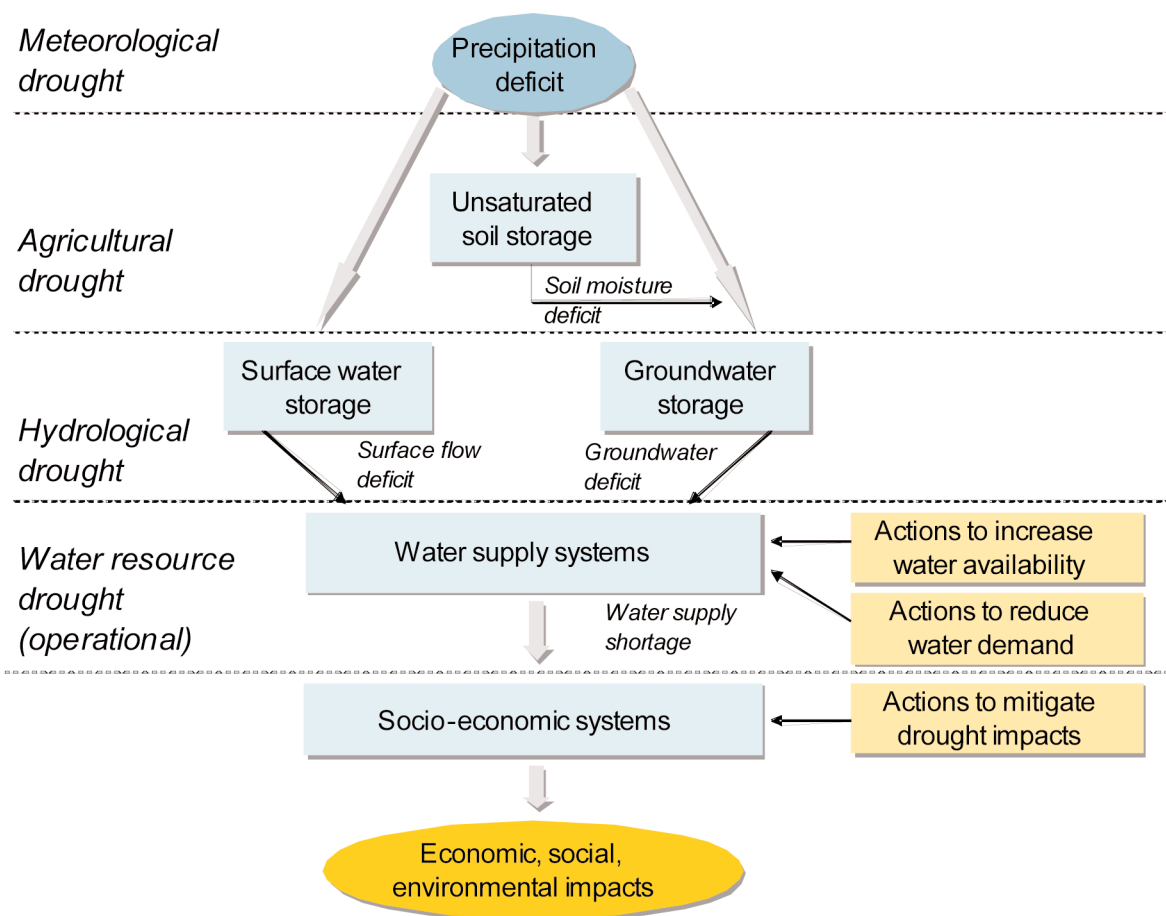 Meteorological
drought
Precipitation
deficit
Agricultural
drought
Unsaturated
soil storage
Soil moisture
deficit
Hydrological
drought
Surface water
storage
Groundwater
storage
Surface flow
deficit
Groundwater
deficit
Water resource
drought
(operational)
Water supply systems
Actions to increase
water availability
Actions to reduce
water demand
Water supply
shortage
Socio-economic systems
Actions to mitigate
drought impacts
Economic, social,
environmental impacts